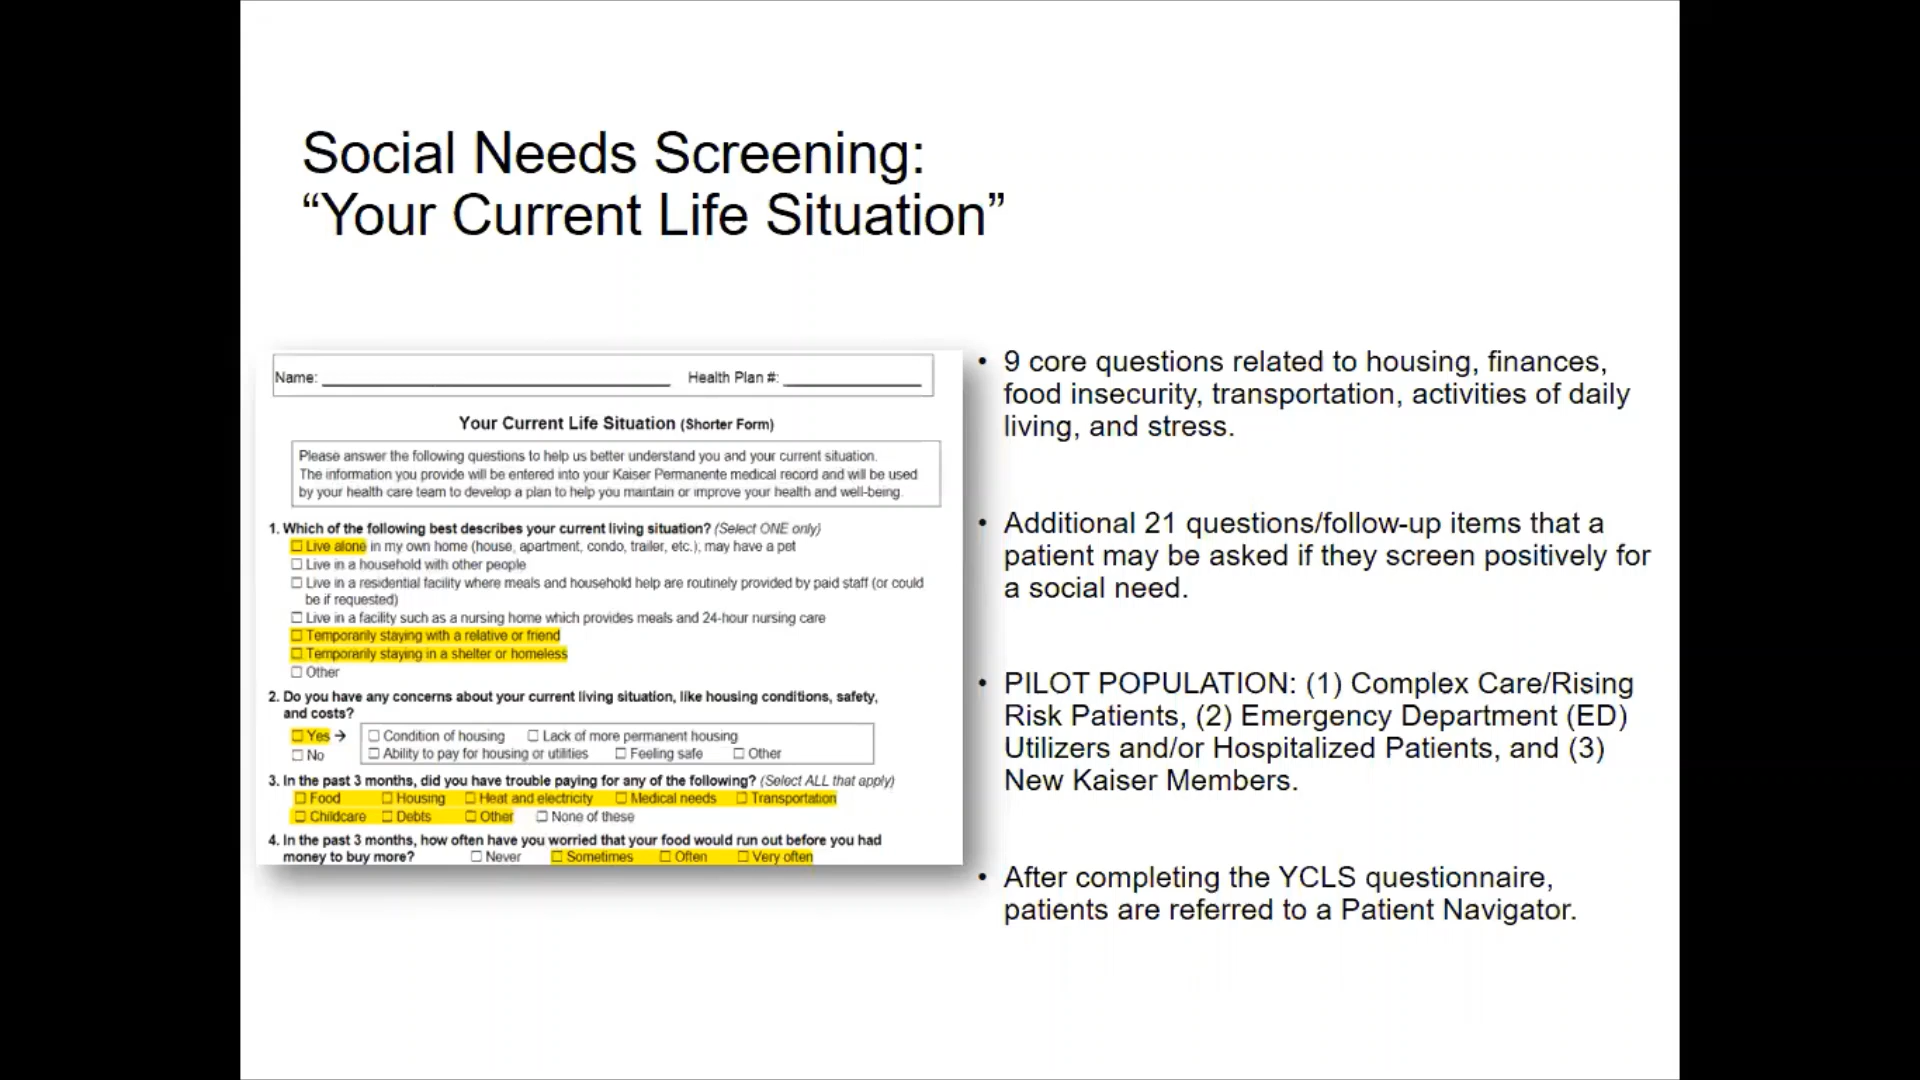 Social Needs Screening:
“Your Current Life Situation”
Name: Health Plan #:
Your Current Life Situation (Shorter Form)
Please answer the following questions to help us better understand you and your current situation.
The information you provide will be entered into your Kaiser Permanente medical record and will be used
by your health care team to develop a plan to help you maintain or improve your health and well-being.
1. Which of the following best describes your current living situation? (Select ONE only)
☐ Live alone in my own home (house, apartment, condo, trailer, etc.); may have a pet
☐ Live in a household with other people
☐ Live in a residential facility where meals and household help are routinely provided by paid staff (or could
be if requested)
☐ Live in a facility such as a nursing home which provides meals and 24-hour nursing care
☐ Temporarily staying with a relative or friend
☐ Temporarily staying in a shelter or homeless
☐ Other
2. Do you have any concerns about your current living situation, like housing conditions, safety,
and costs?
☐ Yes → ☐ Condition of housing ☐ Lack of more permanent housing
☐ No ☐ Ability to pay for housing or utilities ☐ Feeling safe ☐ Other
3. In the past 3 months, did you have trouble paying for any of the following? (Select ALL that apply)
☐ Food ☐ Housing ☐ Heat and electricity ☐ Medical needs ☐ Transportation
☐ Childcare ☐ Debts ☐ Other ☐ None of these
4. In the past 3 months, how often have you worried that your food would run out before you had
money to buy more? ☐ Never ☐ Sometimes ☐ Often ☐ Very often
• 9 core questions related to housing, finances,
food insecurity, transportation, activities of daily
living, and stress.
• Additional 21 questions/follow-up items that a
patient may be asked if they screen positively for
a social need.
• PILOT POPULATION: (1) Complex Care/Rising
Risk Patients, (2) Emergency Department (ED)
Utilizers and/or Hospitalized Patients, and (3)
New Kaiser Members.
• After completing the YCLS questionnaire,
patients are referred to a Patient Navigator.